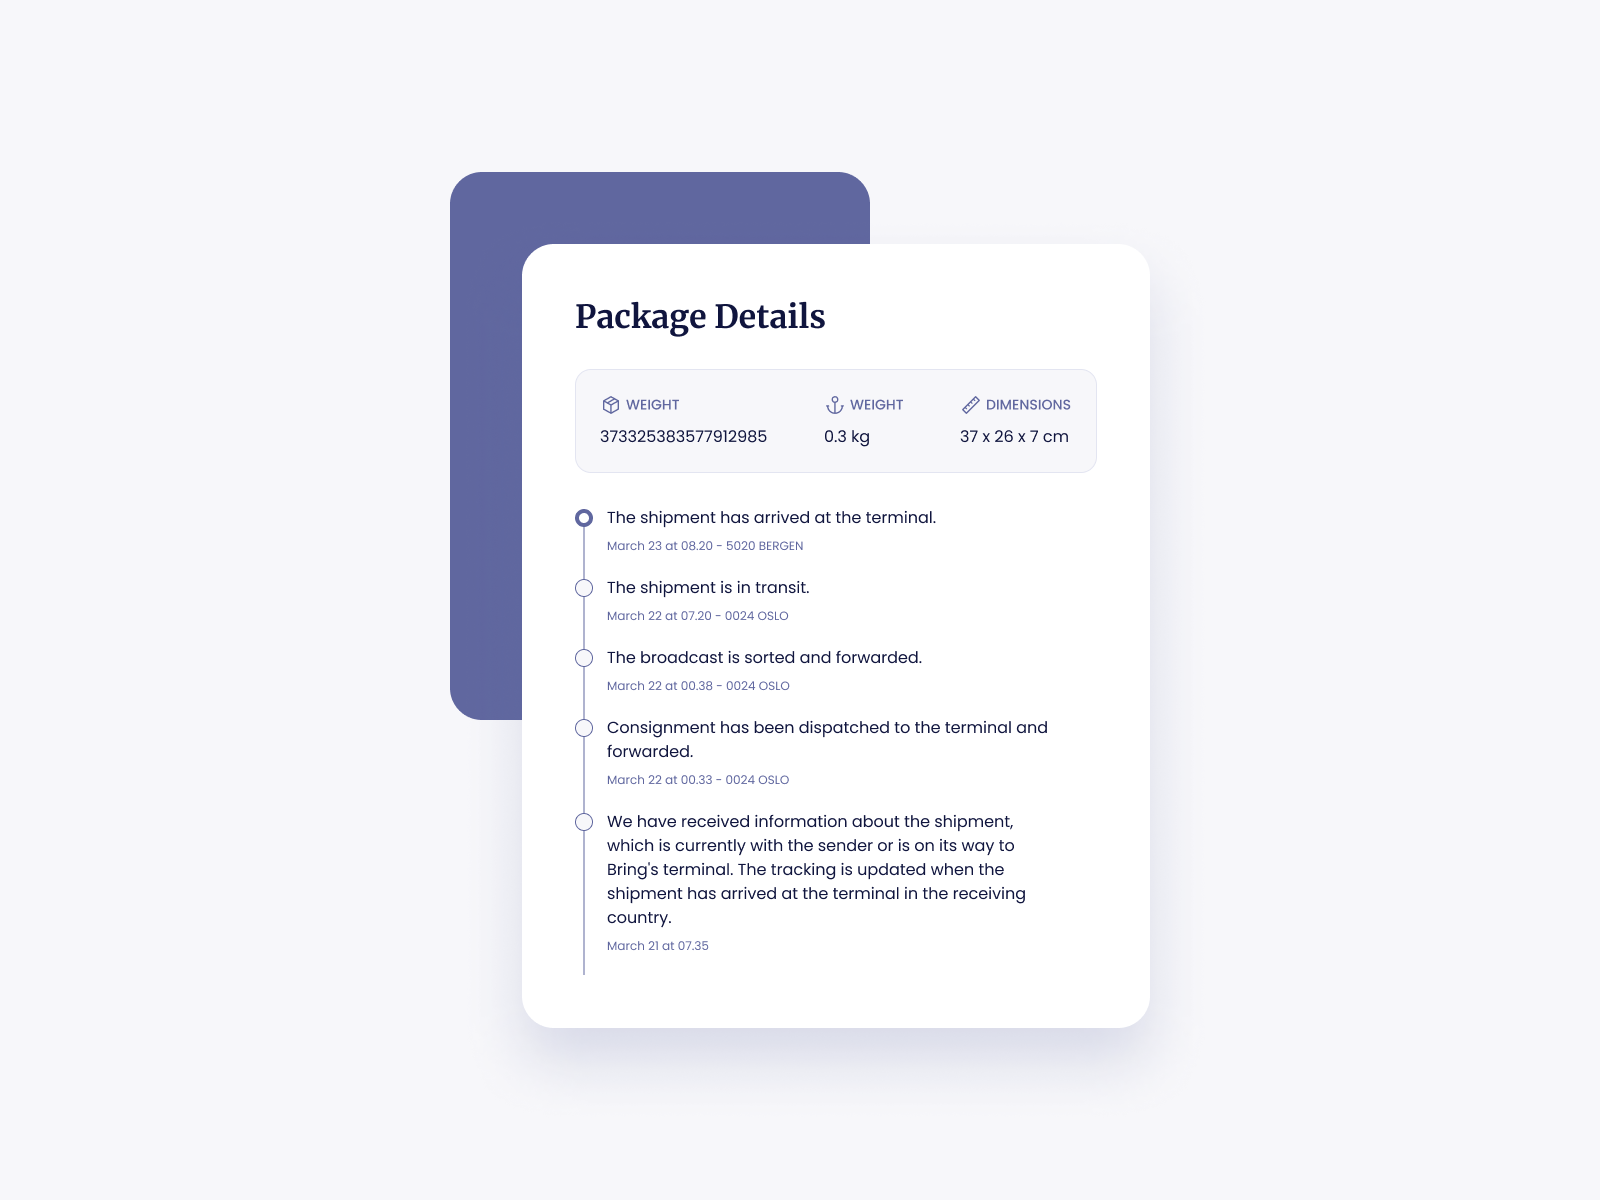 Package Details
WEIGHT WEIGHT DIMENSIONS
373325383577912985 0.3 kg 37 x 26 x 7 cm
The shipment has arrived at the terminal.
March 23 at 08.20 - 5020 BERGEN
The shipment is in transit.
March 22 at 07.20 - 0024 OSLO
The broadcast is sorted and forwarded.
March 22 at 00.38 - 0024 OSLO
Consignment has been dispatched to the terminal and
forwarded.
March 22 at 00.33 - 0024 OSLO
We have received information about the shipment,
which is currently with the sender or is on its way to
Bring's terminal. The tracking is updated when the
shipment has arrived at the terminal in the receiving
country.
March 21 at 07.35